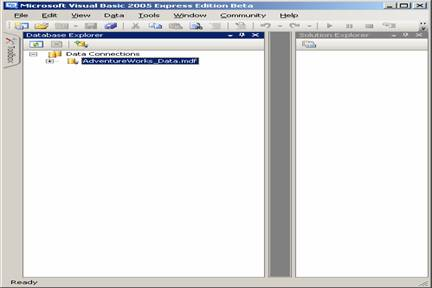 Microsoft Visual Basic 2005 Express Edition Beta
File Edit View Data Tools Window Community Help
Database Explorer
Solution Explorer
Toolbox
Data Connections
AdventureWorks_Data.mdf
Ready